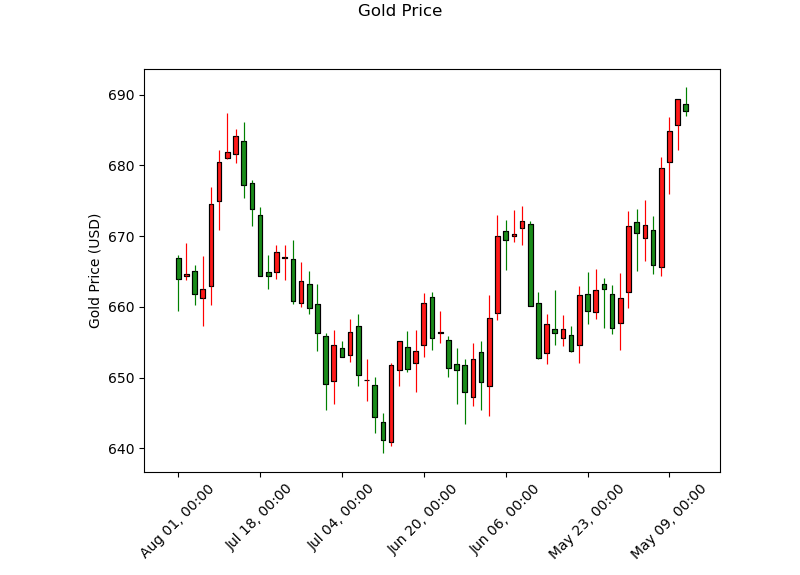 Gold Price
Gold Price (USD)
690
680
670
660
650
640
Aug 01, 00:00
Jul 18, 00:00
Jul 04, 00:00
Jun 20, 00:00
Jun 06, 00:00
May 23, 00:00
May 09, 00:00